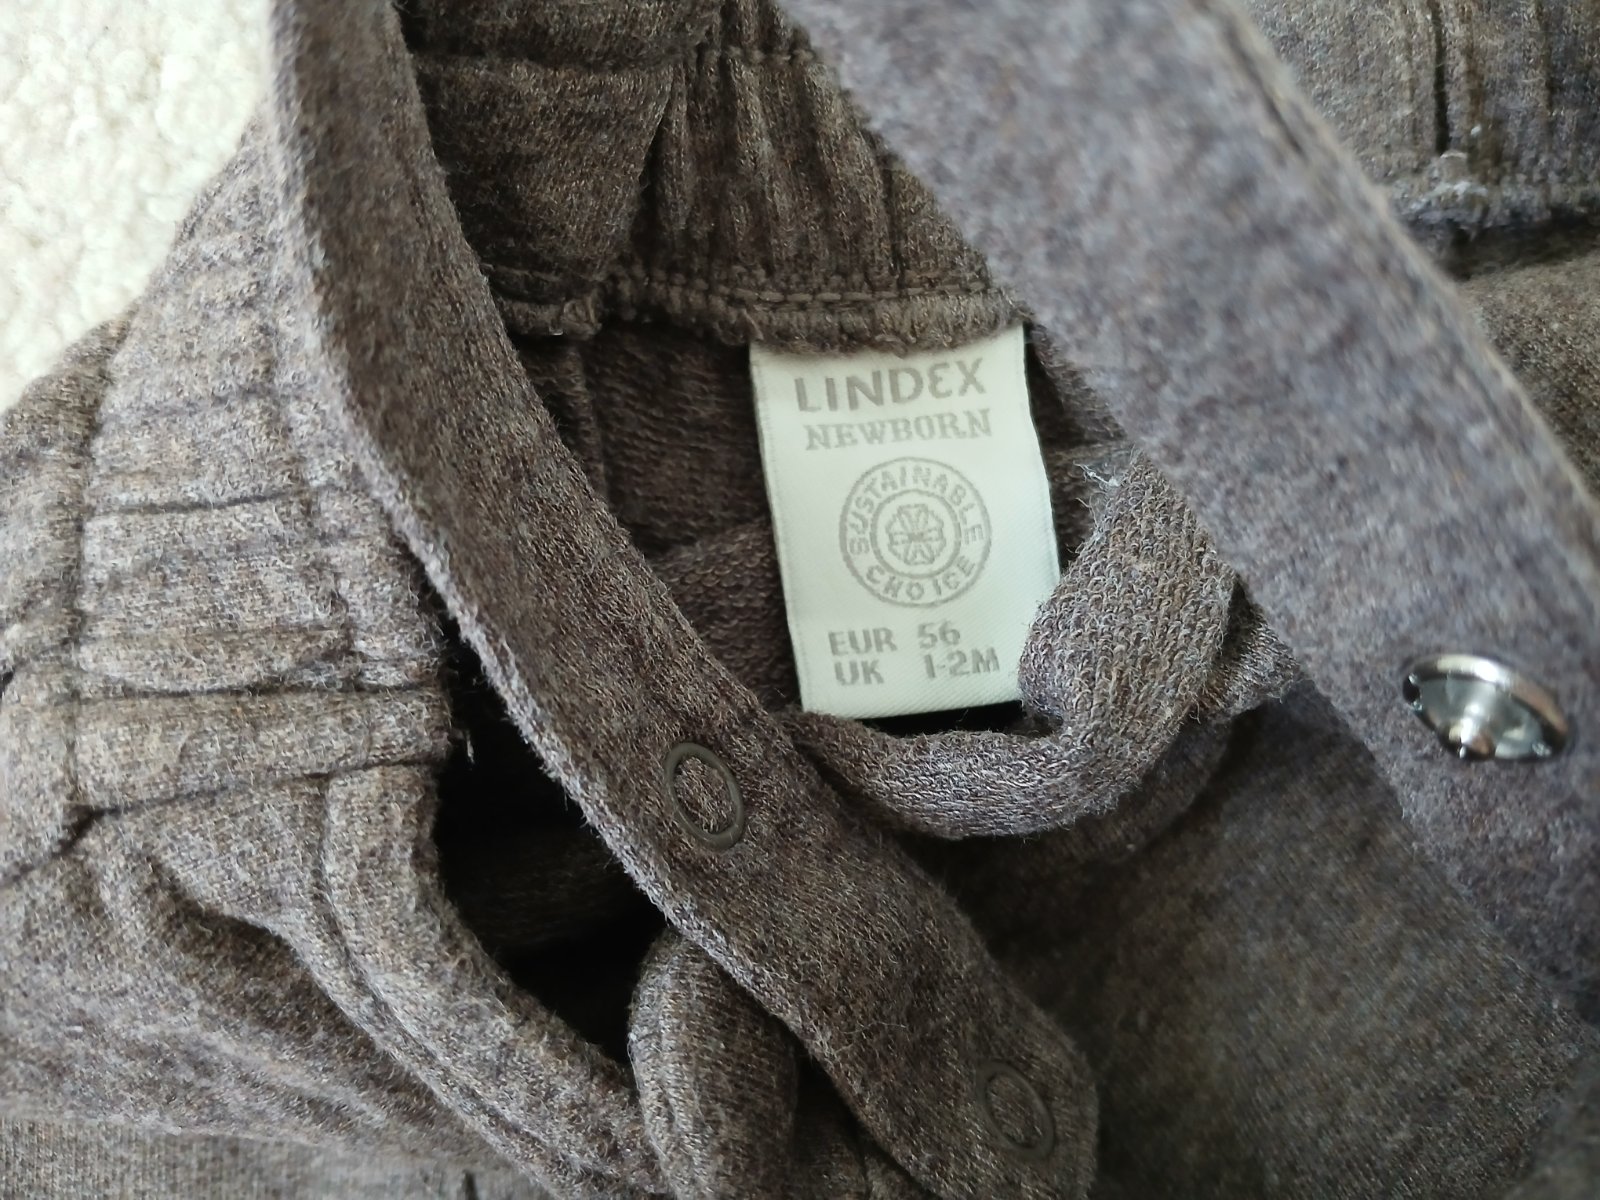 LINDEX
NEWBORN
SUSTAINABLE
CHOICE
EUR 56
UK 1-2M